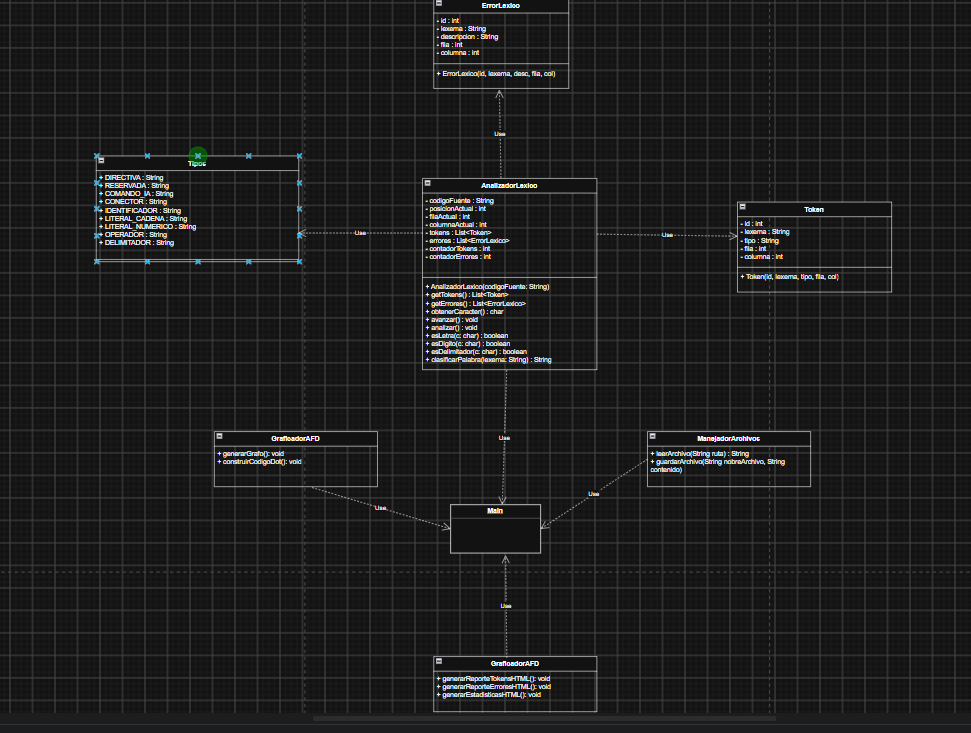 ErrorLexico
- id : int
- lexema : String
- descripcion : String
- fila : int
- columna : int
+ ErrorLexico(id, lexema, desc, fila, col)
Use
Tipos
+ DIRECTIVA : String
+ RESERVADA : String
+ COMANDO_IA : String
+ CONECTOR : String
+ IDENTIFICADOR : String
+ LITERAL_CADENA : String
+ LITERAL_NUMERICO : String
+ OPERADOR : String
+ DELIMITADOR : String
Use
AnalizadorLexico
- codigoFuente : String
- posicionActual : int
- filaActual : int
- columnaActual : int
- tokens : List<Token>
- errores : List<ErrorLexico>
- contadorTokens : int
- contadorErrores : int
+ AnalizadorLexico(codigoFuente: String)
+ getTokens() : List<Token>
+ getErrores() : List<ErrorLexico>
+ obtenerCaracter() : char
+ avanzar() : void
+ analizar() : void
+ esLetra(c: char) : boolean
+ esDigito(c: char) : boolean
+ esDelimitador(c: char) : boolean
+ clasificarPalabra(lexema: String) : String
Use
Token
- id : int
- lexema : String
- tipo : String
- fila : int
- columna : int
+ Token(id, lexema, tipo, fila, col)
GraficadorAFD
+ generarGrafo(): void
+ construirCodigoDot(): void
Use
Use
ManejadorArchivos
+ leerArchivo(String ruta) : String
+ guardarArchivo(String nobreArchivo, String
contenido)
Use
Main
Use
GraficadorAFD
+ generarReporteTokensHTML(): void
+ generarReporteErroresHTML(): void
+ generarEstadisticasHTML(): void